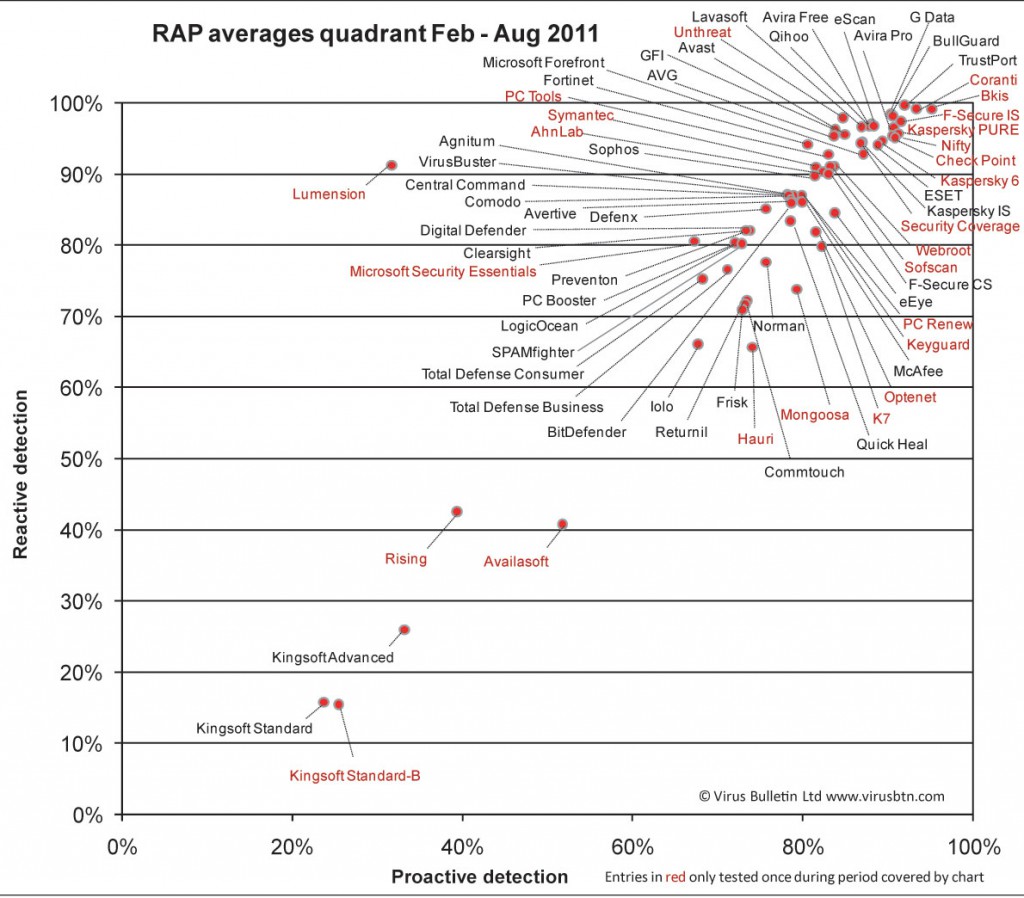 RAP averages quadrant Feb - Aug 2011
Lavasoft
Avira Free
eScan
G Data
Unthreat
Qihoo
Avira Pro
BullGuard
Avast
GFI
TrustPort
Microsoft Forefront
AVG
Coranti
Fortinet
Bkis
PC Tools
F-Secure IS
Symantec
Kaspersky PURE
AhnLab
Nifty
Agnitum
Sophos
Check Point
VirusBuster
Kaspersky 6
Central Command
ESET
Comodo
Kaspersky IS
Avertive
Defenx
Security Coverage
Digital Defender
Webroot
Clearsight
Sofscan
Microsoft Security Essentials
F-Secure CS
Preventon
eEye
PC Booster
PC Renew
LogicOcean
Norman
Keyguard
SPAMfighter
McAfee
Total Defense Consumer
Optenet
Total Defense Business
Iolo
Frisk
Mongoosa
K7
BitDefender
Returnil
Hauri
Quick Heal
Commtouch
Lumension
Rising
Availasoft
Kingsoft Advanced
Kingsoft Standard
Kingsoft Standard-B
100%
90%
80%
70%
60%
50%
40%
30%
20%
10%
0%
Reactive detection
© Virus Bulletin Ltd www.virusbtn.com
0%
20%
40%
60%
80%
100%
Proactive detection
Entries in red only tested once during period covered by chart